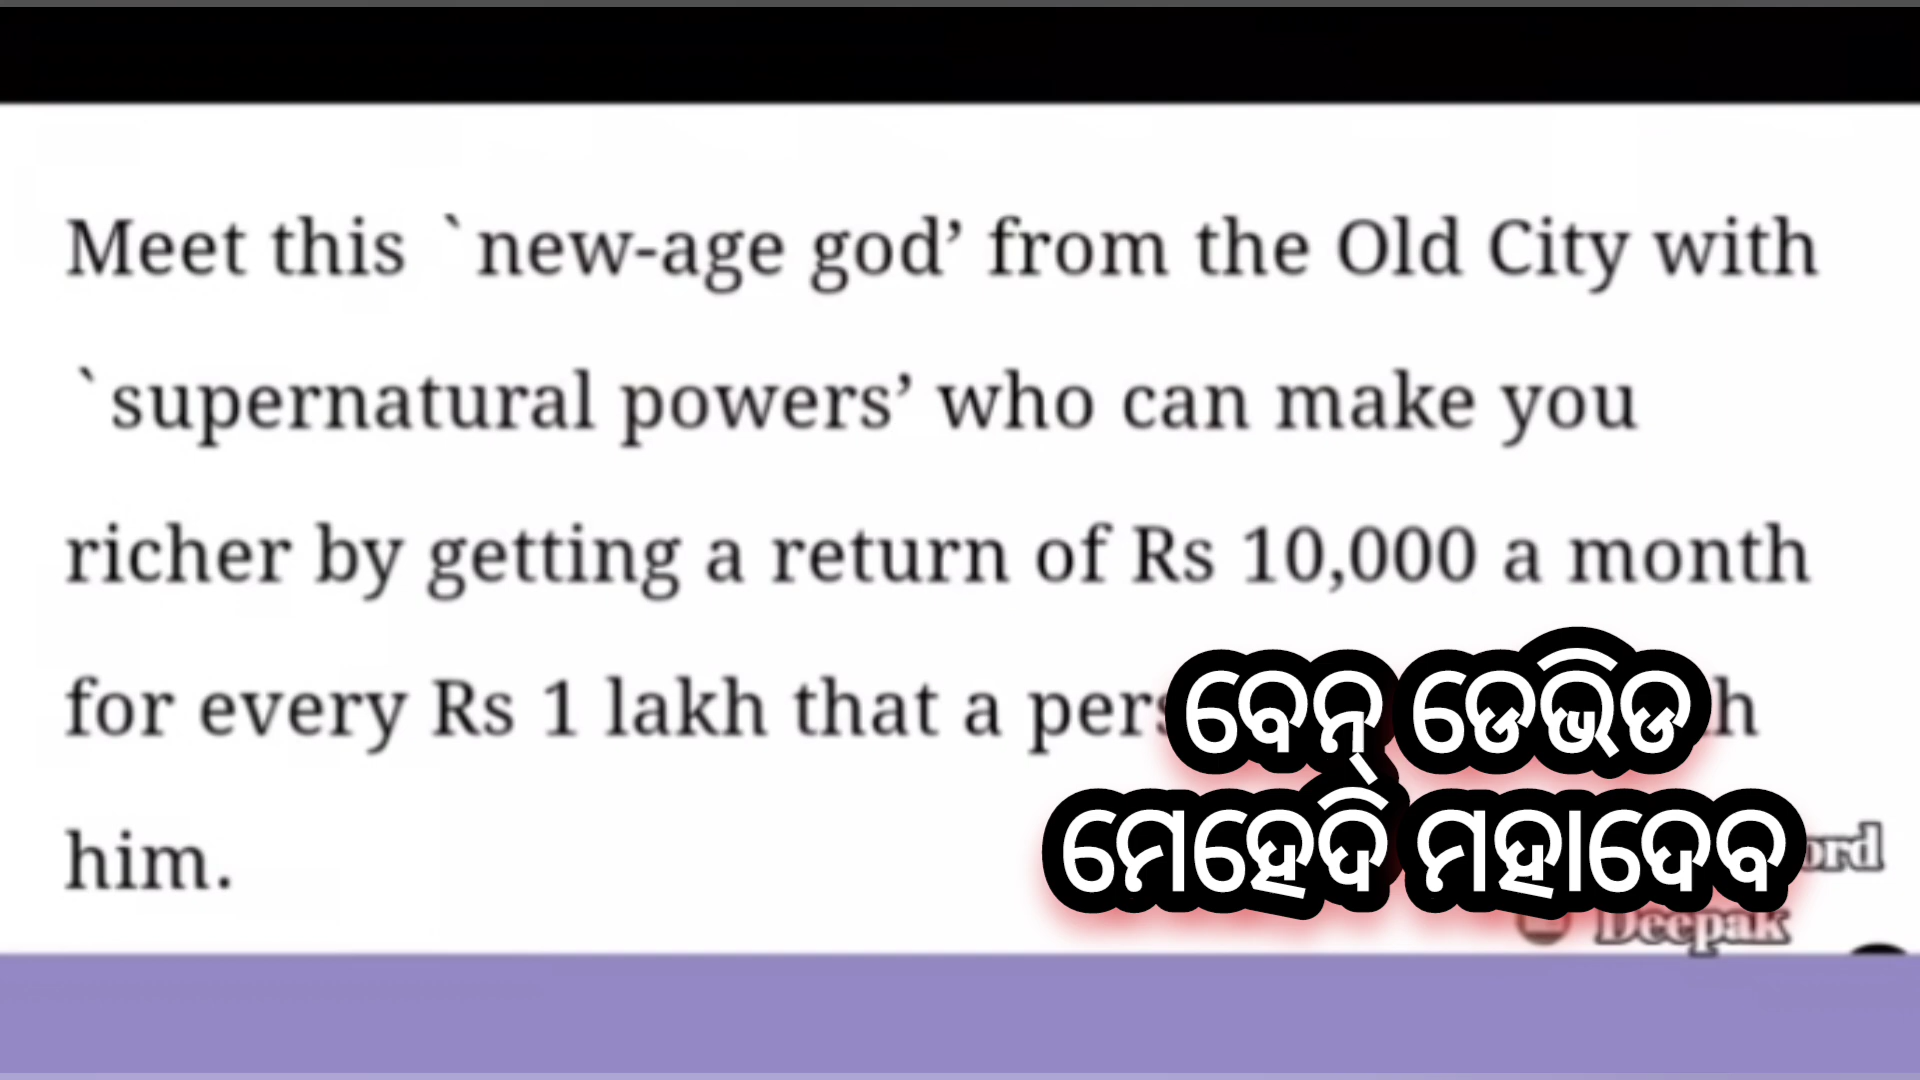 Meet this `new-age god’ from the Old City with
`supernatural powers’ who can make you
richer by getting a return of Rs 10,000 a month
for every Rs 1 lakh that a
him.
ବେନ୍ ଡେଭିଡ
ମେହେଦି ମହାଦେବ
Deepak